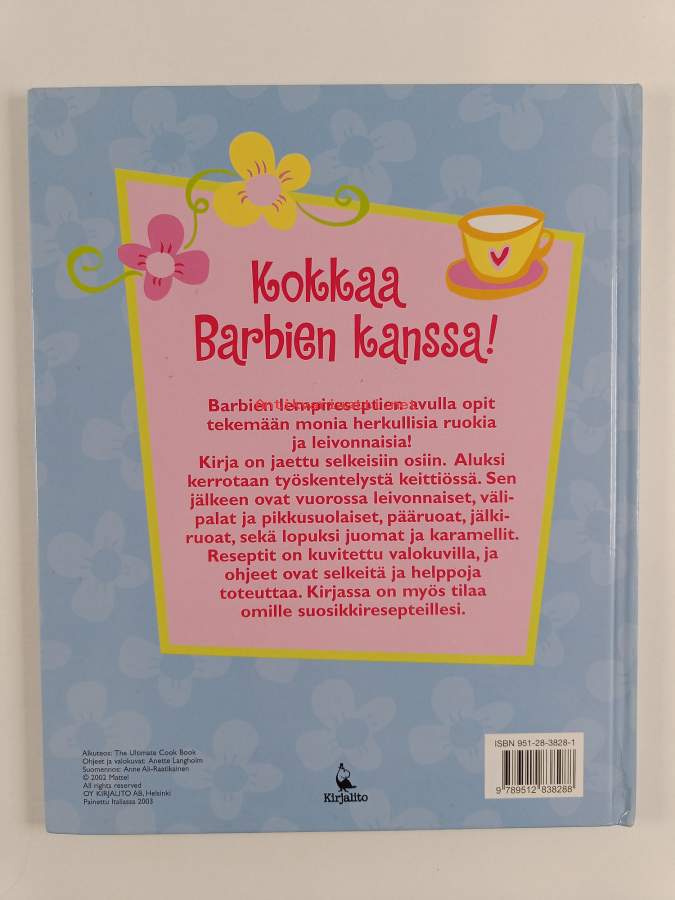 Kokkaa
Barbien kanssa!
Barbien lempireseptien avulla opit
tekemään monia herkullisia ruokia
ja leivonnaisia!
Kirja on jaettu selkeisiin osiin. Aluksi
kerrotaan työskentelystä keittiössä. Sen
jälkeen ovat vuorossa leivonnaiset, väli-
palat ja pikkusuolaiset, pääruoat, jälki-
ruoat, sekä lopuksi juomat ja karamellit.
Reseptit on kuvitettu valokuvilla, ja
ohjeet ovat selkeitä ja helppoja
toteuttaa. Kirjassa on myös tilaa
omille suosikkiresepteillesi.
Alkuteos: The Ultimate Cook Book
Ohjeet ja valokuvat: Anette Langholm
Suomennos: Anne Ali-Raatikainen
© 2002 Mattel
All rights reserved
OY KIRJALITO AB, Helsinki
Painettu Italiassa 2003
Kirjalito
ISBN 951-28-3828-1
9 789512 838288